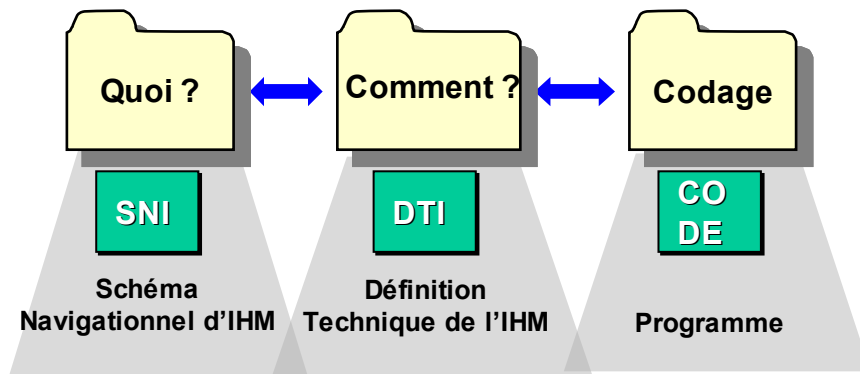 Quoi ?
Comment ?
Codage
SNI
DTI
CO
DE
Schéma
Navigationnel d'IHM
Définition
Technique de l'IHM
Programme